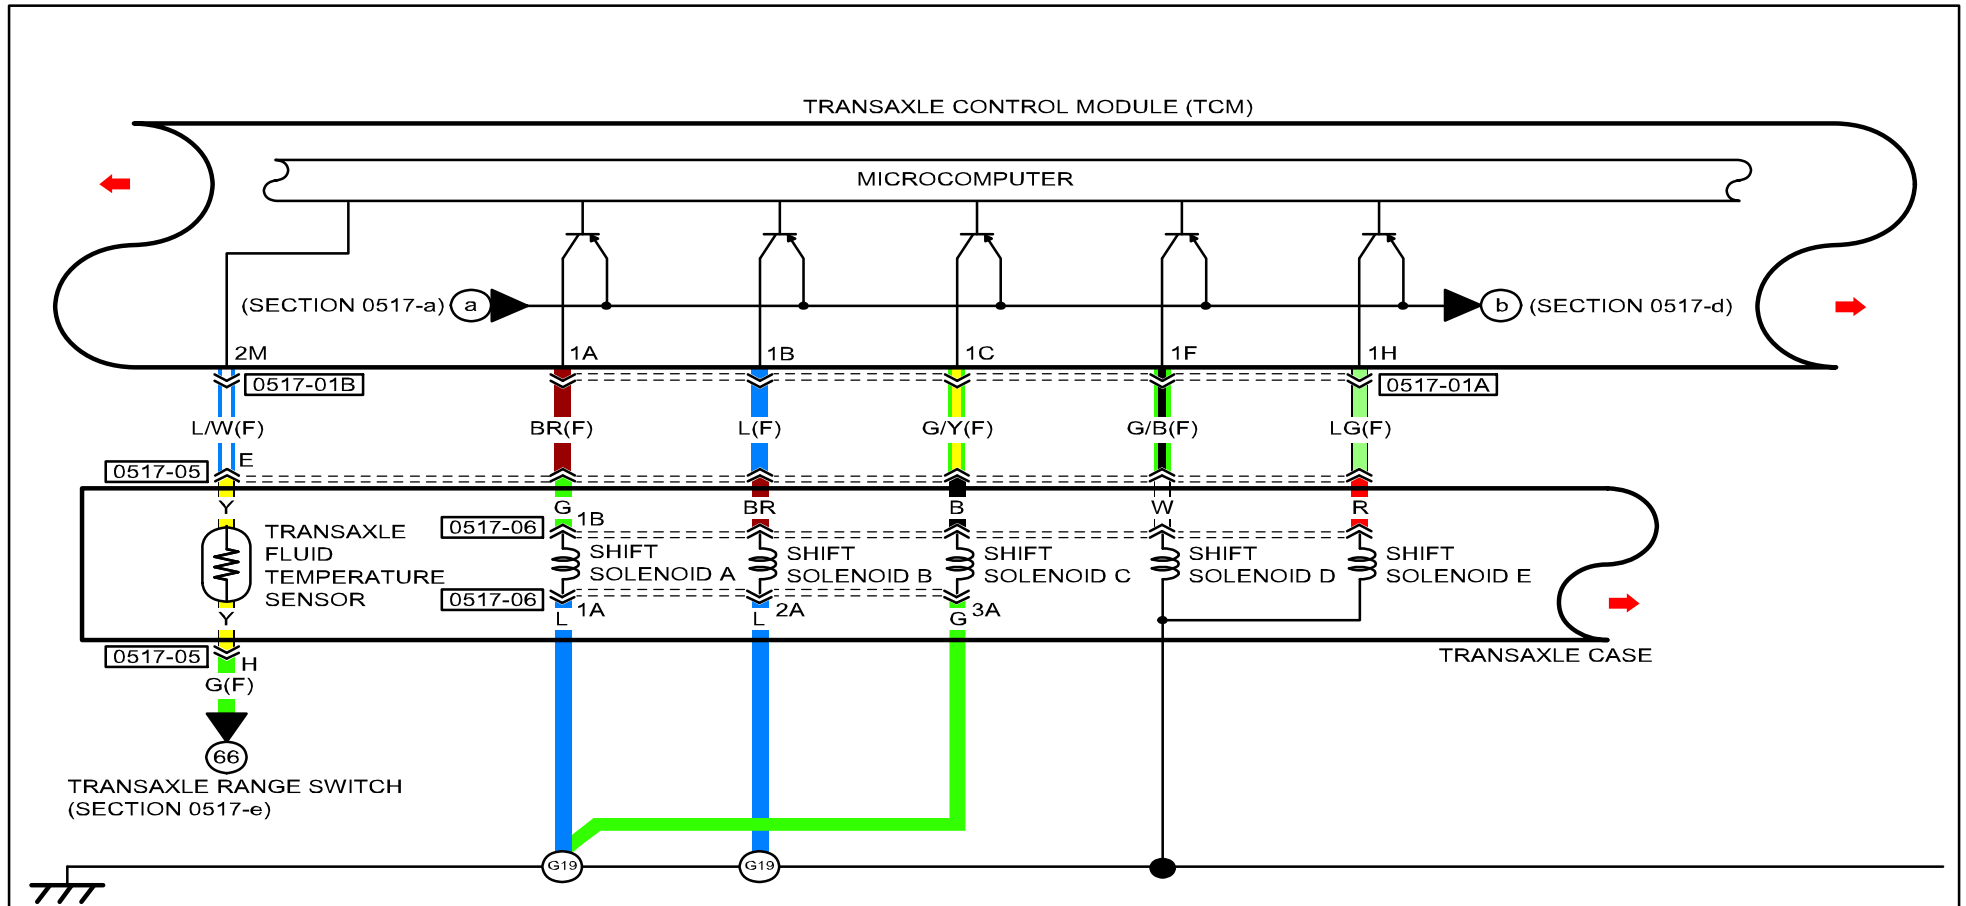 TRANSAXLE CONTROL MODULE (TCM)
MICROCOMPUTER
(SECTION 0517-a) a
b (SECTION 0517-d)
2M 1A 1B 1C 1F 1H
0517-01B 0517-01A
L/W(F) BR(F) L(F) G/Y(F) G/B(F) LG(F)
0517-05 E
Y G BR B W R
0517-06 1B
TRANSAXLE
FLUID
TEMPERATURE
SENSOR
SHIFT
SOLENOID A
SHIFT
SOLENOID B
SHIFT
SOLENOID C
SHIFT
SOLENOID D
SHIFT
SOLENOID E
0517-06 1A 2A 3A
Y L L G
0517-05 H
TRANSAXLE CASE
G(F)
66
TRANSAXLE RANGE SWITCH
(SECTION 0517-e)
G19 G19